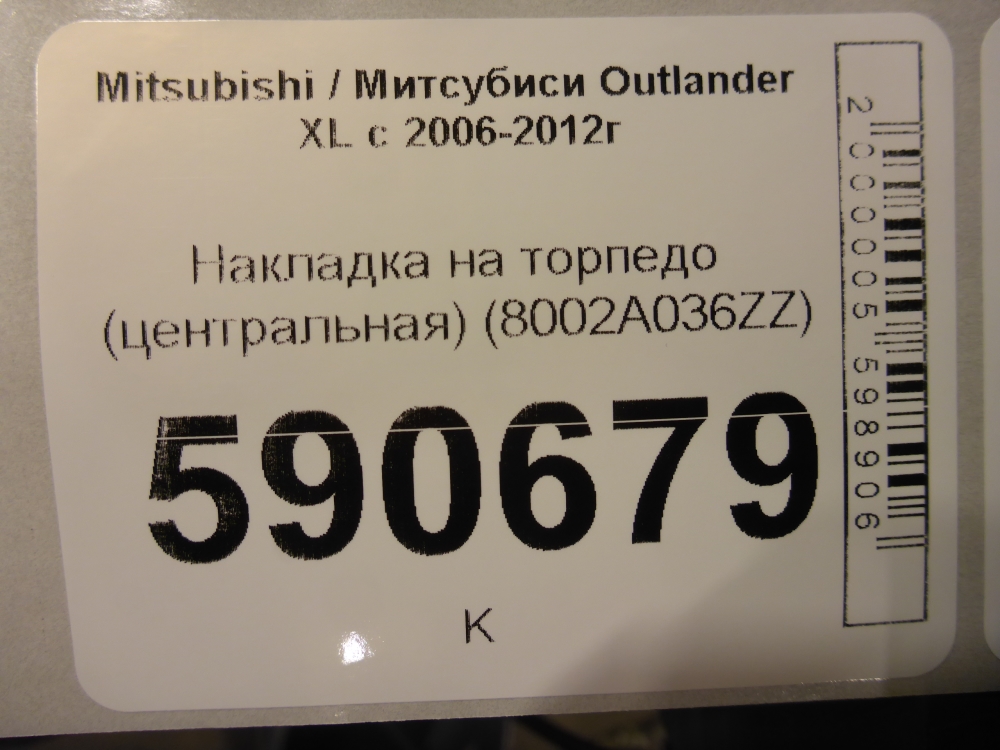 Mitsubishi / Митсубиси Outlander
XL с 2006-2012г
Накладка на торпедо
(центральная) (8002A036ZZ)
590679
К
2000005598906